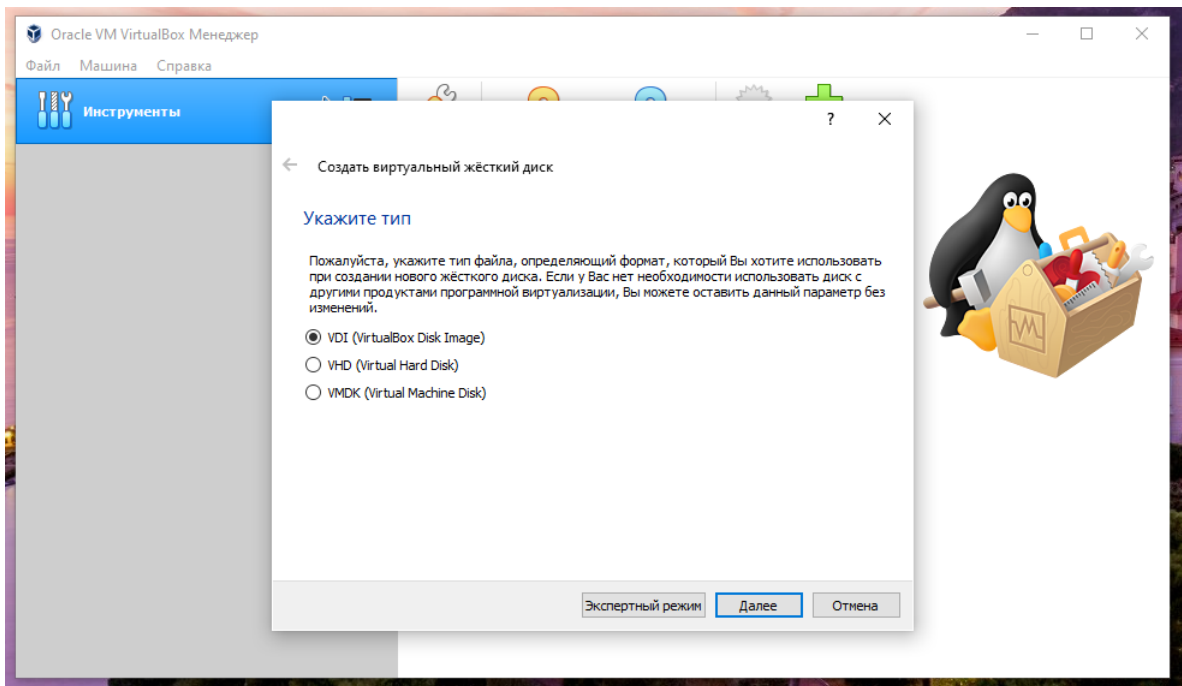 Oracle VM VirtualBox Менеджер
Файл Машина Справка
Инструменты
?
Создать виртуальный жёсткий диск
Укажите тип
Пожалуйста, укажите тип файла, определяющий формат, который Вы хотите использовать
при создании нового жёсткого диска. Если у Вас нет необходимости использовать диск с
другими продуктами программной виртуализации, Вы можете оставить данный параметр без
изменений.
VDI (VirtualBox Disk Image)
VHD (Virtual Hard Disk)
VMDK (Virtual Machine Disk)
Экспертный режим Далее Отмена